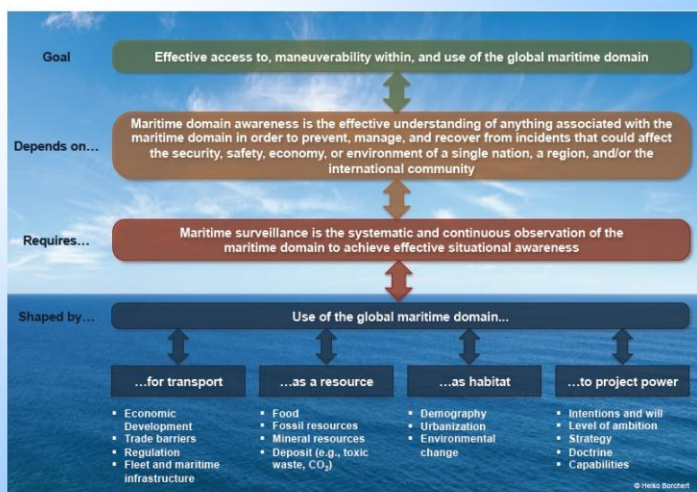 Goal
Effective access to, maneuverability within, and use of the global maritime domain
Depends on…
Maritime domain awareness is the effective understanding of anything associated with the
maritime domain in order to prevent, manage, and recover from incidents that could affect
the security, safety, economy, or environment of a single nation, a region, and/or the
international community
Requires…
Maritime surveillance is the systematic and continuous observation of the
maritime domain to achieve effective situational awareness
Shaped by…
Use of the global maritime domain…
…for transport
▪ Economic
Development
▪ Trade barriers
▪ Regulation
▪ Fleet and maritime
infrastructure
…as a resource
▪ Food
▪ Fossil resources
▪ Mineral resources
▪ Deposit (e.g., toxic
waste, CO₂)
…as habitat
▪ Demography
▪ Urbanization
▪ Environmental
change
…to project power
▪ Intentions and will
▪ Level of ambition
▪ Strategy
▪ Doctrine
▪ Capabilities
© Heiko Borchert